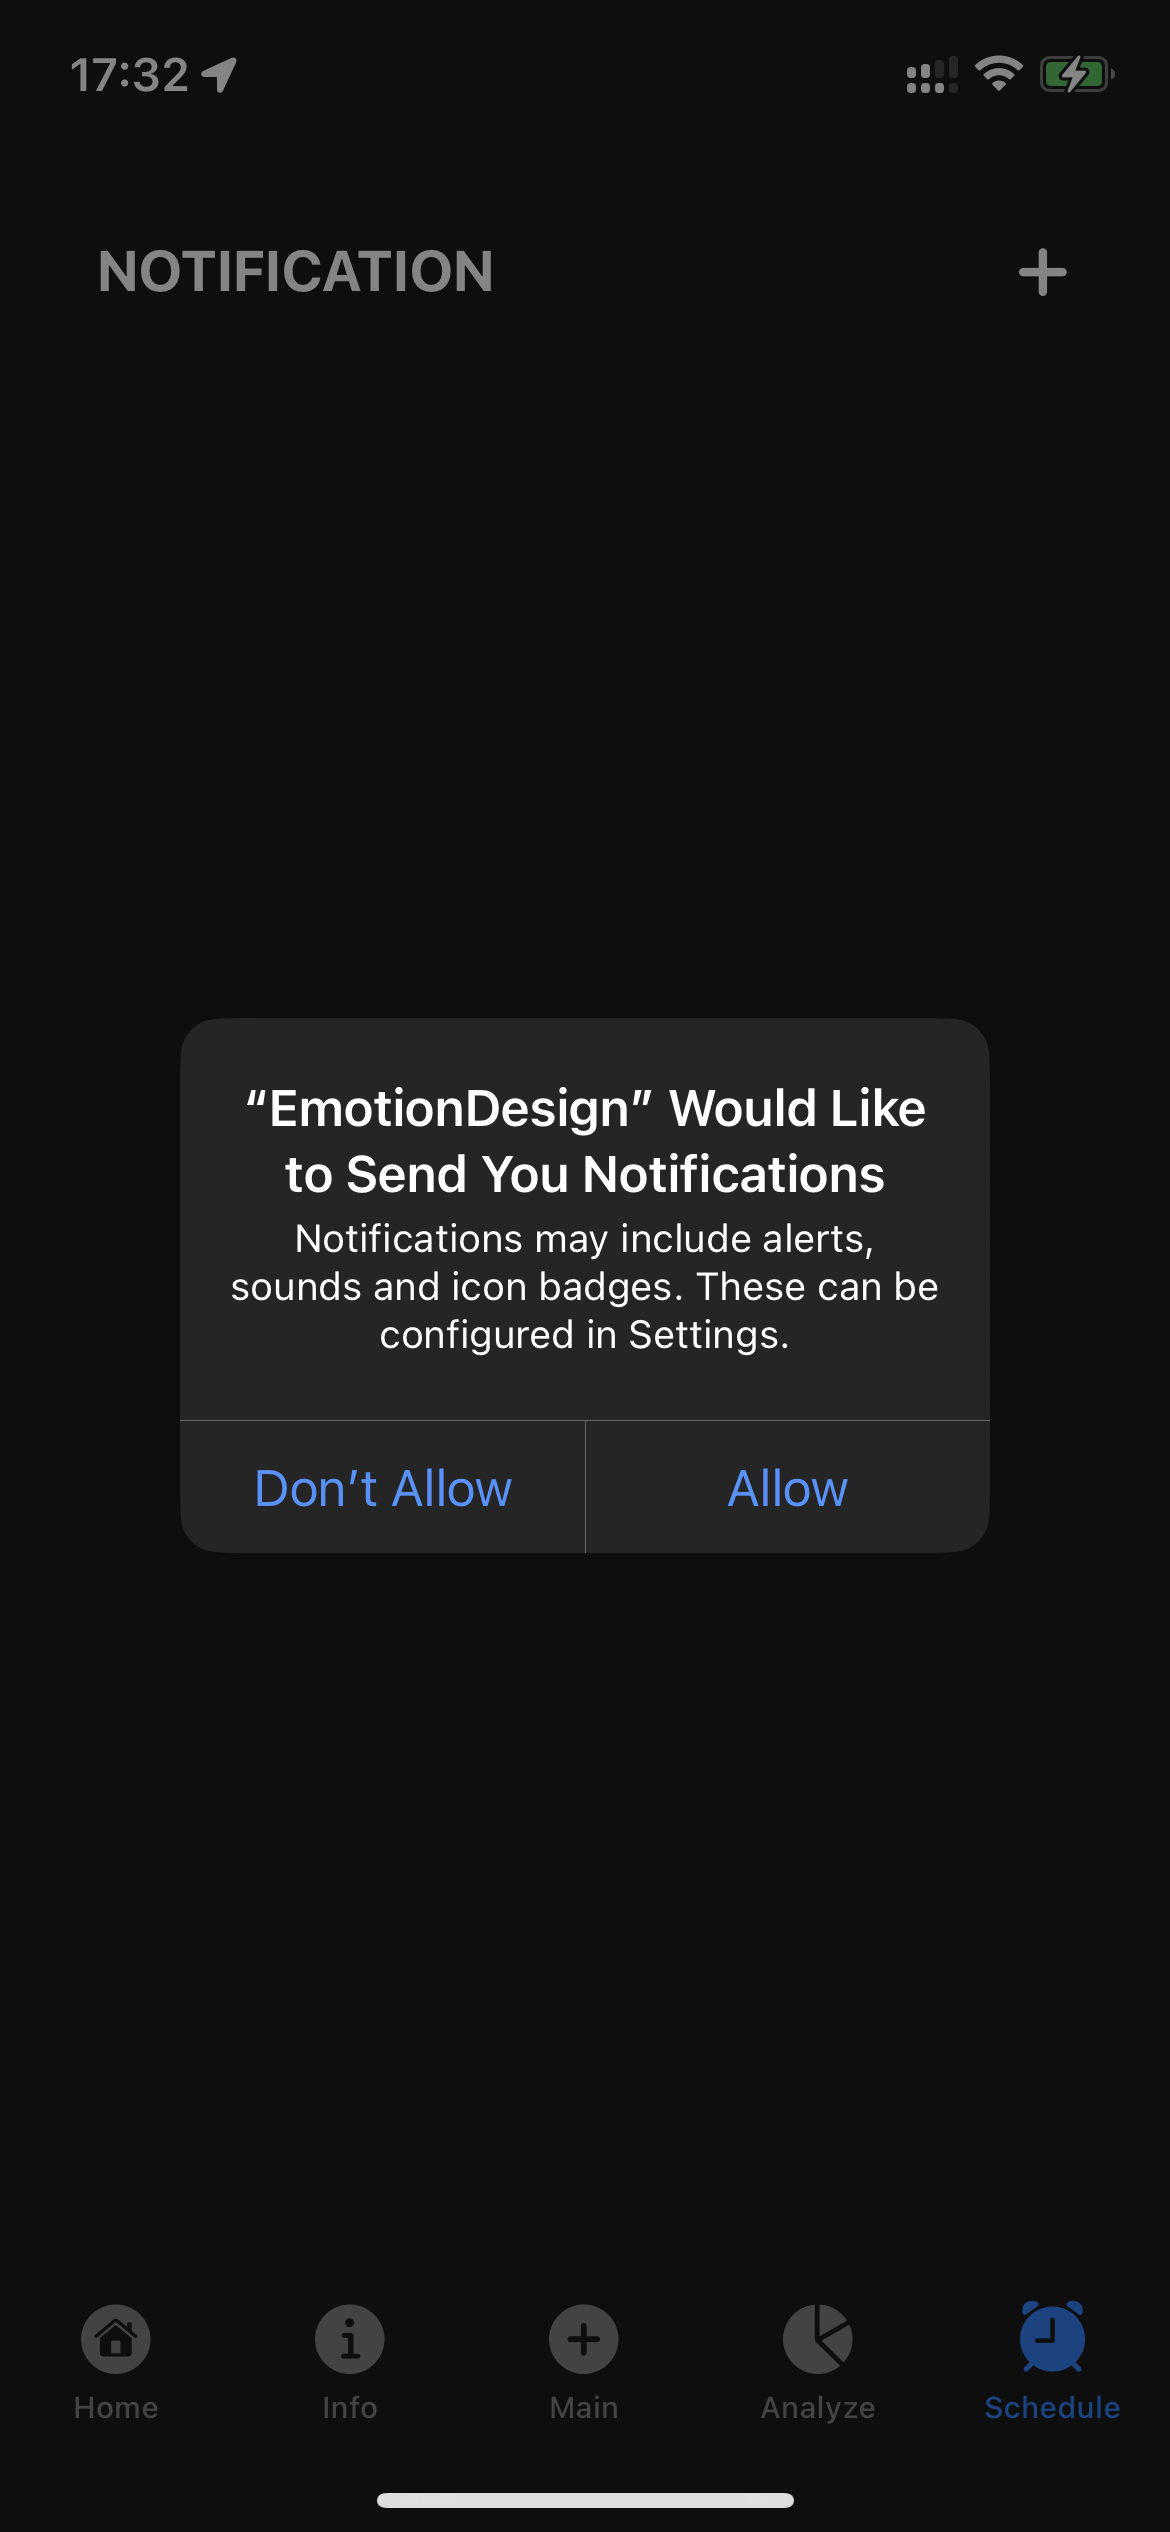 17:32
NOTIFICATION
“EmotionDesign” Would Like
to Send You Notifications
Notifications may include alerts,
sounds and icon badges. These can be
configured in Settings.
Don’t Allow
Allow
Home
Info
Main
Analyze
Schedule